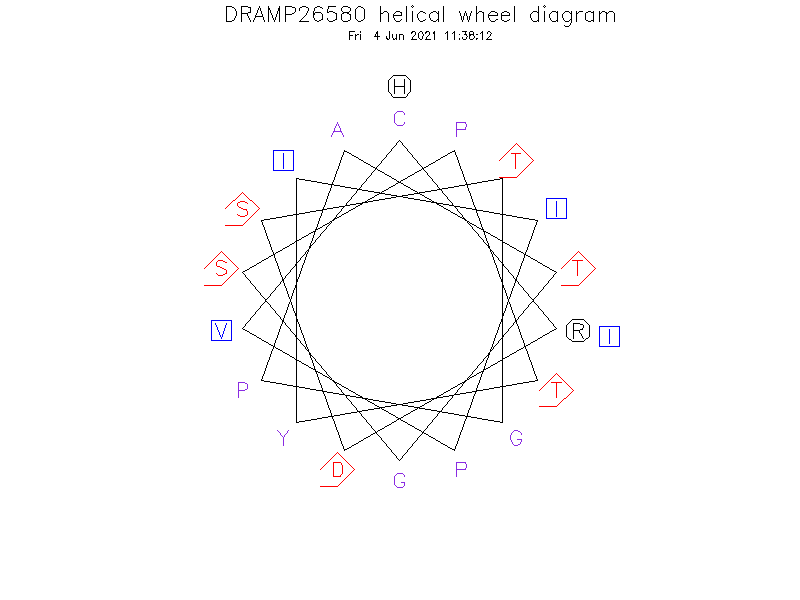 DRAMP26580 helical wheel diagram
Fri 4 Jun 2021 11:38:12
H
A C P
I T
S I
S T
V R I
P T
Y G
D G P